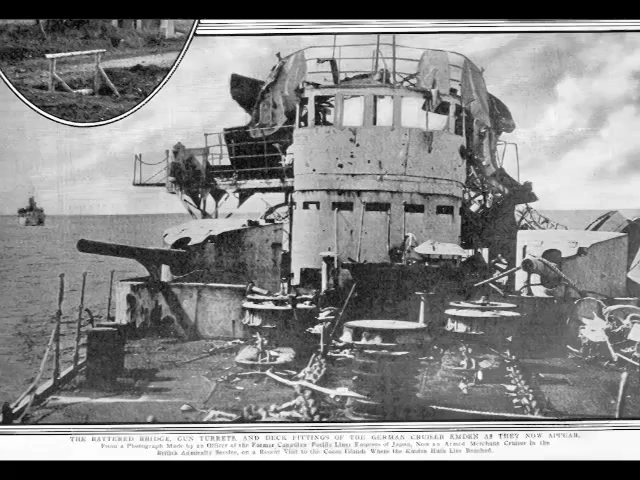 THE BATTERED BRIDGE, GUN TURRETS, AND DECK FITTINGS OF THE GERMAN CRUISER EMDEN AS THEY NOW APPEAR.
From a Photograph Made by an Officer of the Former Canadian Pacific Liner Empress of Japan, Now an Armed Merchant Cruiser in the
British Admiralty Service, on a Recent Visit to the Cocos Islands Where the Emden Hulk Lies Beached.